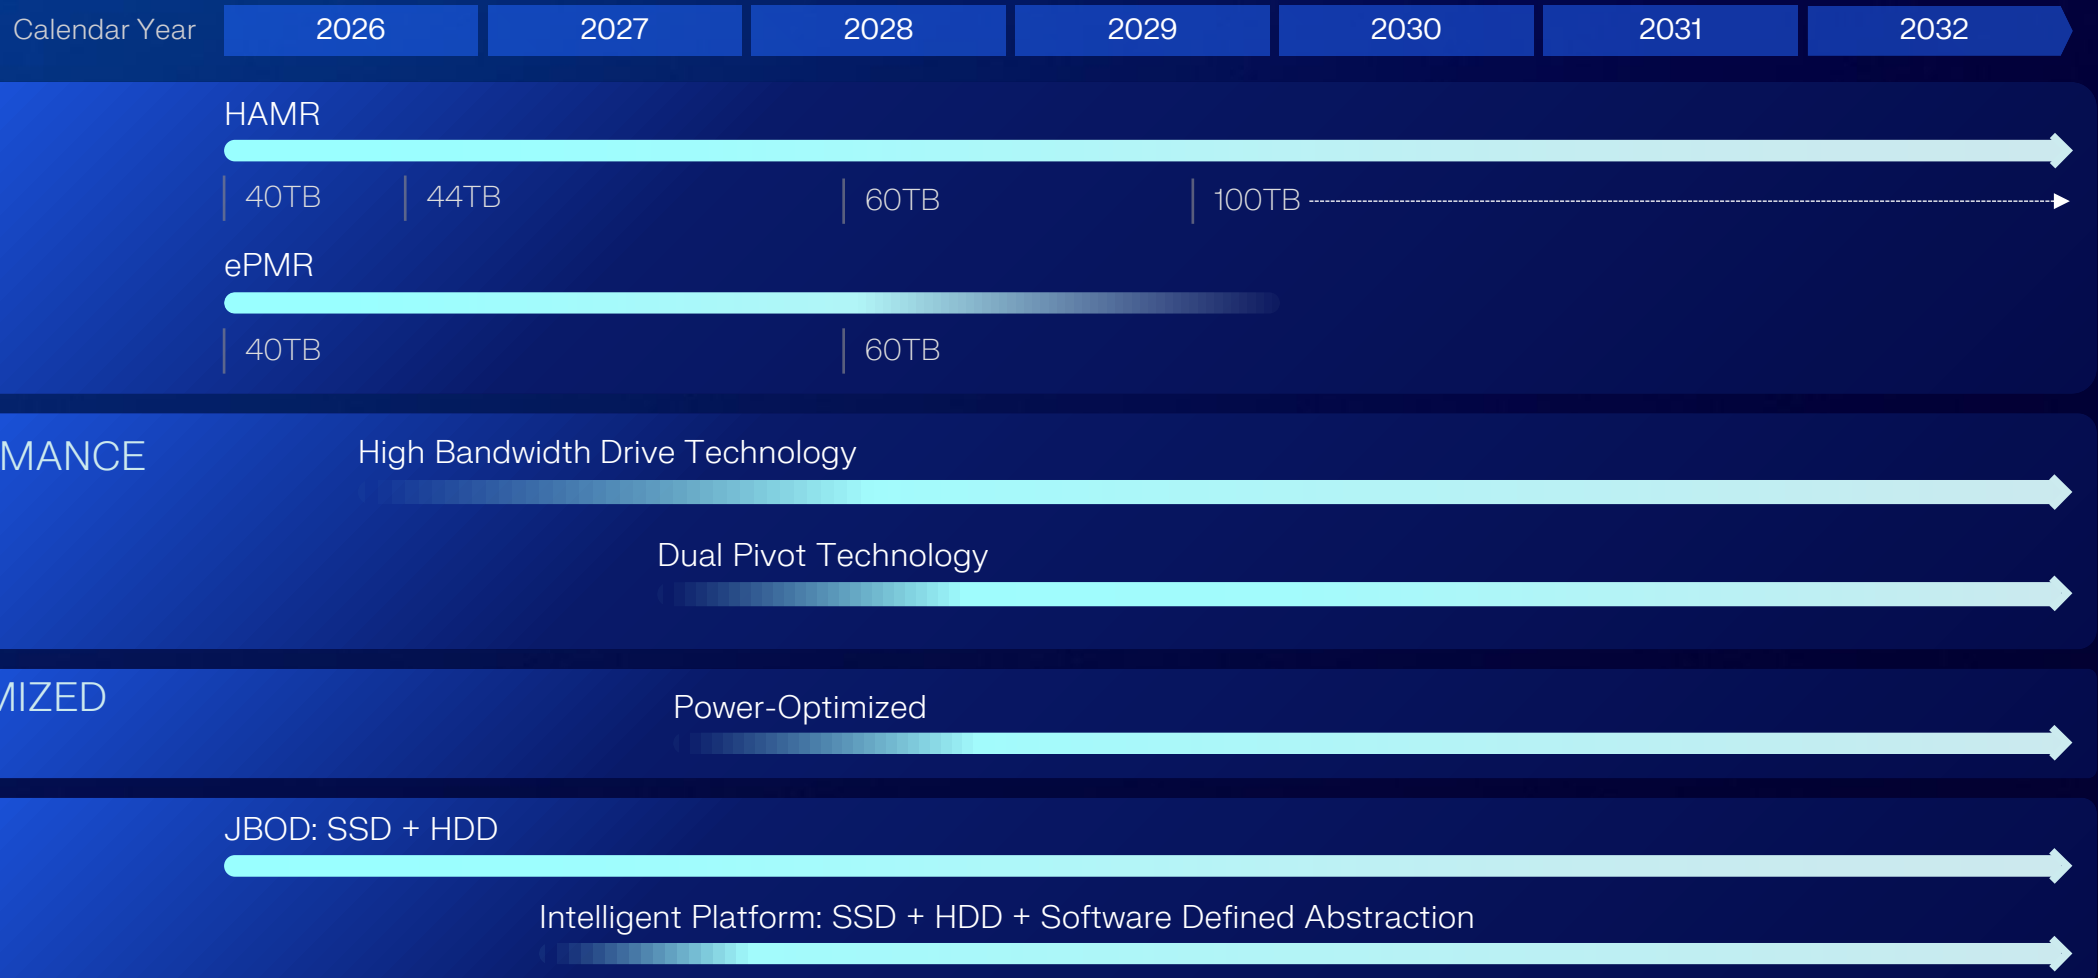 Calendar Year 2026 2027 2028 2029 2030 2031 2032
HAMR
40TB 44TB 60TB 100TB
ePMR
40TB 60TB
MANCE
High Bandwidth Drive Technology
Dual Pivot Technology
MIZED
Power-Optimized
JBOD: SSD + HDD
Intelligent Platform: SSD + HDD + Software Defined Abstraction